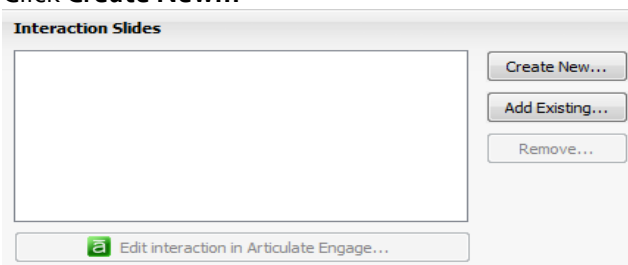 Click Create New...
Interaction Slides
Create New...
Add Existing...
Remove...
Edit interaction in Articulate Engage...